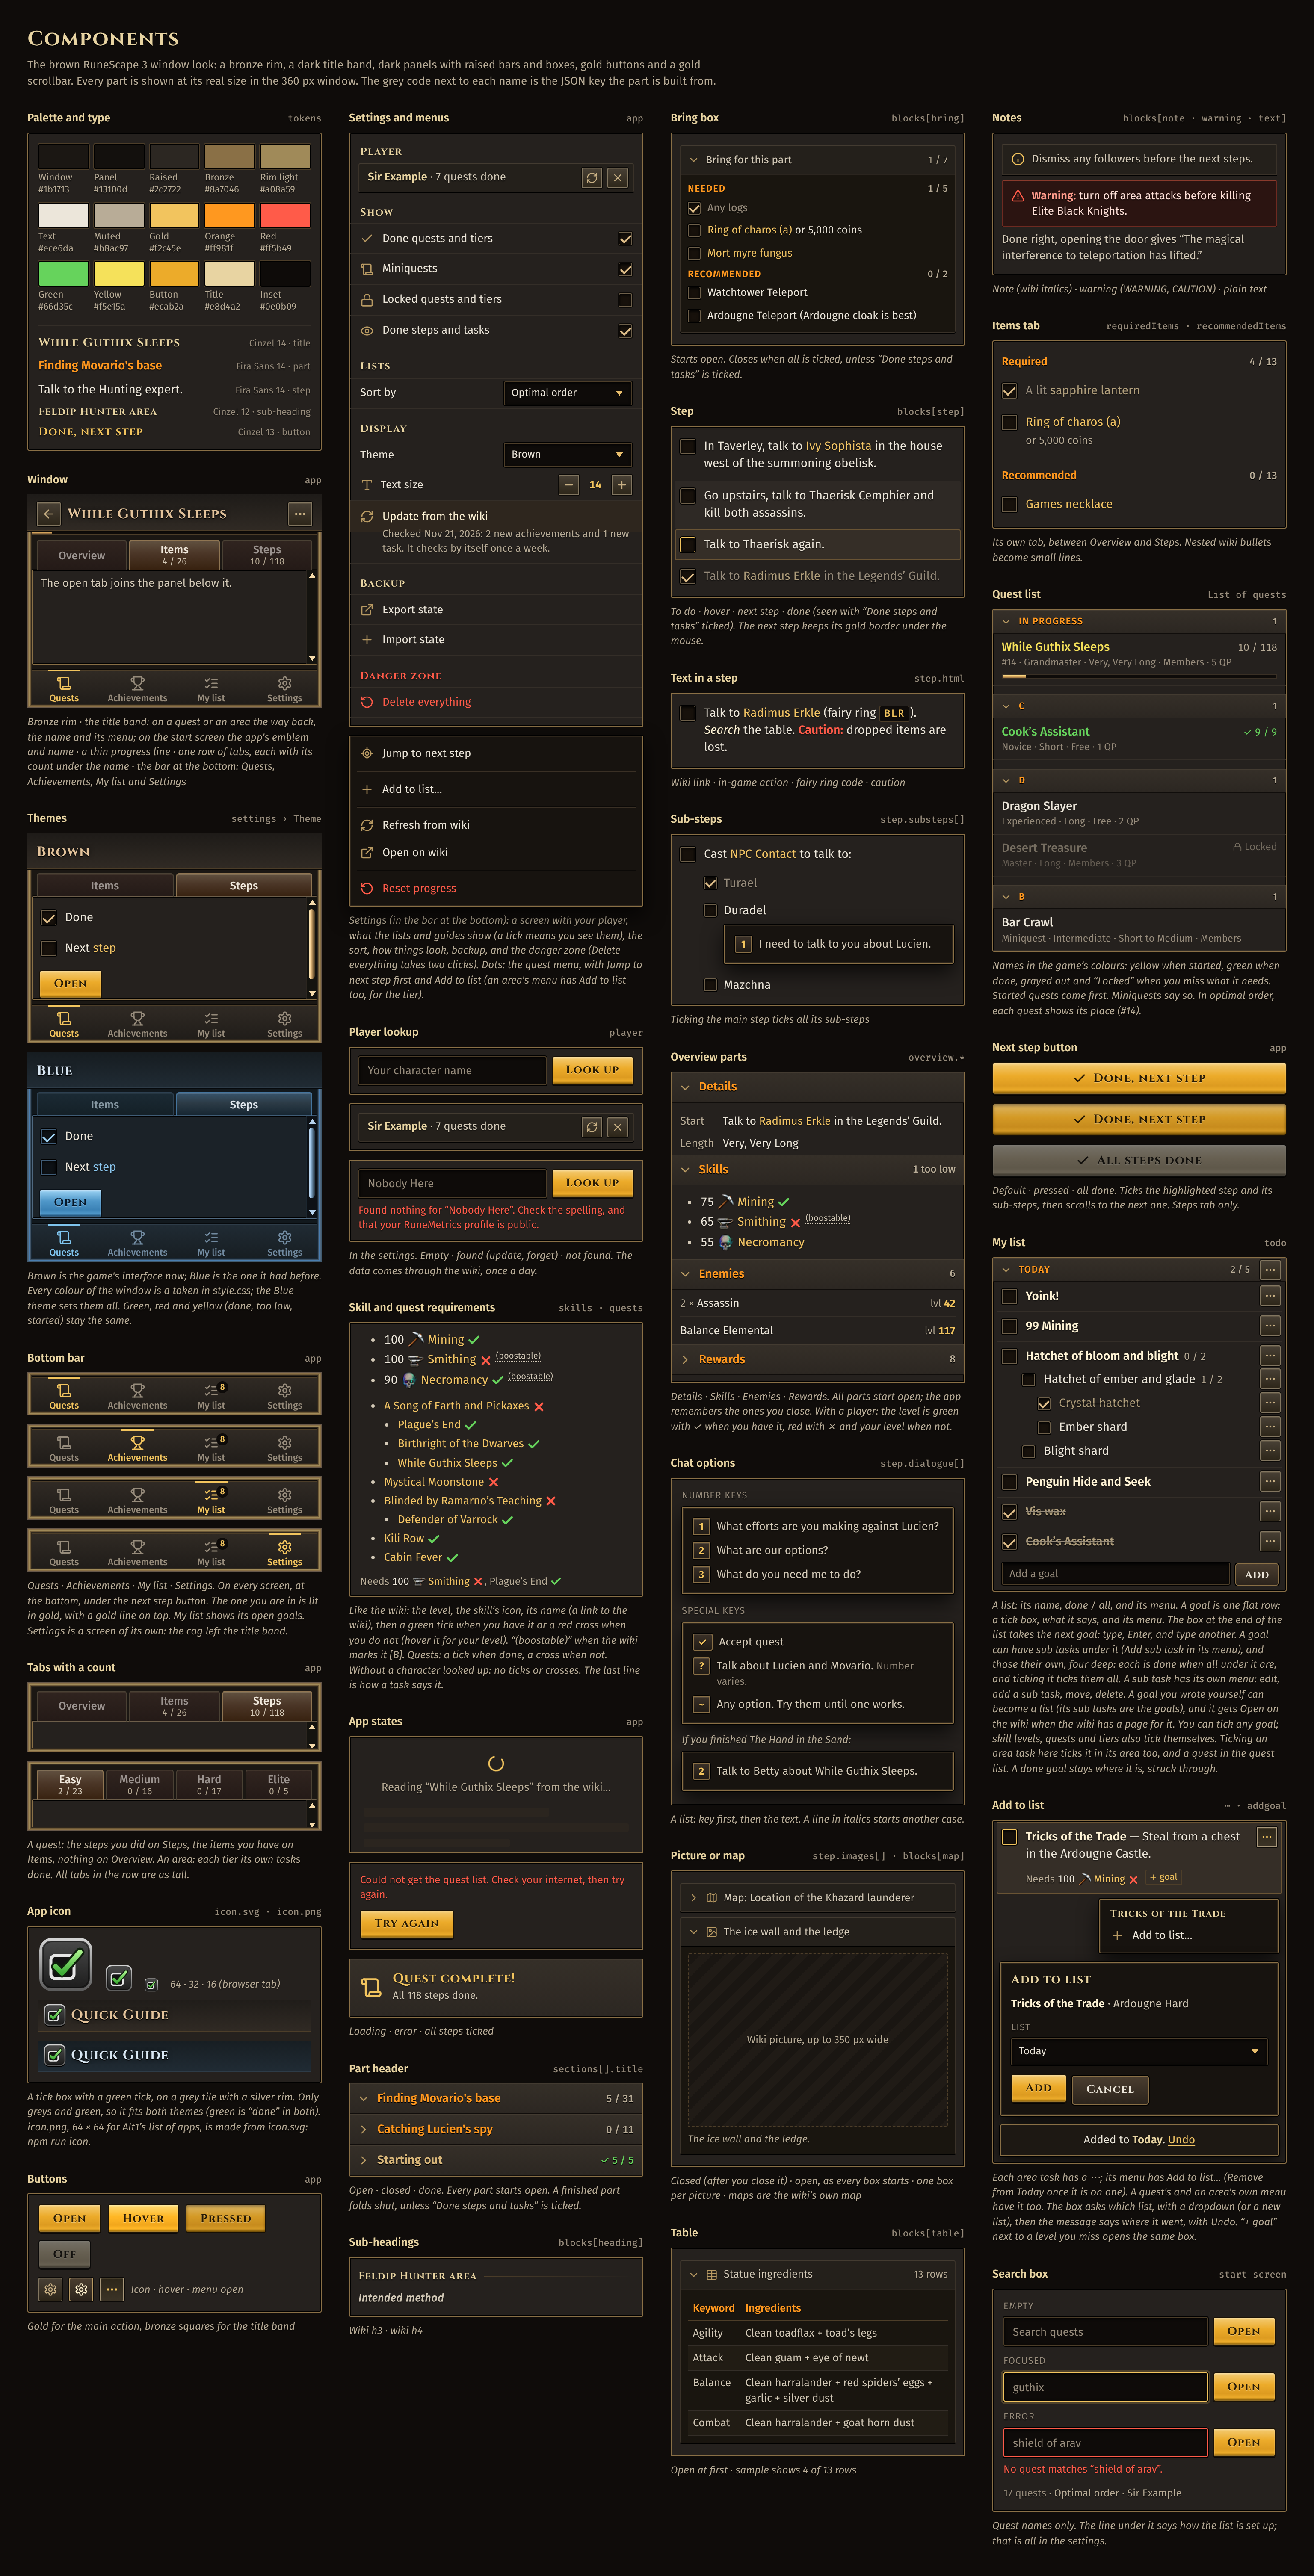 Components
The brown RuneScape 3 window look: a bronze rim, a dark title band, dark panels with raised bars and boxes, gold buttons and a gold
scrollbar. Every part is shown at its real size in the 360 px window. The grey code next to each name is the JSON key the part is built from.
Palette and type tokens
Window Panel Raised Bronze Rim light
#1b1713 #13100d #2c2722 #8a7046 #a08a59
Text Muted Gold Orange Red
#ece6da #b8ac97 #f2c45e #ff981f #ff5b49
Green Yellow Button Title Inset
#66d35c #f5e15a #ecab2a #e8d4a2 #0e0b09
While Guthix Sleeps Cinzel 14 · title
Finding Movario's base Fira Sans 14 · part
Talk to the Hunting expert. Fira Sans 14 · step
Feldip Hunter area Cinzel 12 · sub-heading
Done, next step Cinzel 13 · button
Window app
While Guthix Sleeps
Overview Items Steps
4 / 26 10 / 118
The open tab joins the panel below it.
Quests Achievements My list Settings
Bronze rim · the title band: on a quest or an area the way back,
the name and its menu; on the start screen the app's emblem
and name · a thin progress line · one row of tabs, each with its
count under the name · the bar at the bottom: Quests,
Achievements, My list and Settings
Themes settings › Theme
Brown
Items Steps
Done
Next step
Open
Quests Achievements My list Settings
Blue
Items Steps
Done
Next step
Open
Quests Achievements My list Settings
Brown is the game's interface now; Blue is the one it had before.
Every colour of the window is a token in style.css; the Blue
theme sets them all. Green, red and yellow (done, too low,
started) stay the same.
Bottom bar app
Quests Achievements 8 My list Settings
Quests Achievements 8 My list Settings
Quests Achievements 8 My list Settings
Quests Achievements 8 My list Settings
Quests · Achievements · My list · Settings. On every screen, at
the bottom, under the next step button. The one you are in is lit
in gold, with a gold line on top. My list shows its open goals.
Settings is a screen of its own: the cog left the title band.
Tabs with a count app
Overview Items Steps
4 / 26 10 / 118
Easy Medium Hard Elite
2 / 23 0 / 16 0 / 17 0 / 5
A quest: the steps you did on Steps, the items you have on
Items, nothing on Overview. An area: each tier its own tasks
done. All tabs in the row are as tall.
App icon icon.svg · icon.png
64 · 32 · 16 (browser tab)
Quick Guide
Quick Guide
A tick box with a green tick, on a grey tile with a silver rim. Only
greys and green, so it fits both themes (green is “done” in both).
icon.png, 64 × 64 for Alt1's list of apps, is made from icon.svg:
npm run icon.
Buttons app
Open Hover Pressed
Off
Icon · hover · menu open
Gold for the main action, bronze squares for the title band
Settings and menus app
Player
Sir Example · 7 quests done
Show
Done quests and tiers
Miniquests
Locked quests and tiers
Done steps and tasks
Lists
Sort by Optimal order
Display
Theme Brown
Text size 14
Update from the wiki
Checked Nov 21, 2026: 2 new achievements and 1 new
task. It checks by itself once a week.
Backup
Export state
Import state
Danger zone
Delete everything
Jump to next step
Add to list…
Refresh from wiki
Open on wiki
Reset progress
Settings (in the bar at the bottom): a screen with your player,
what the lists and guides show (a tick means you see them), the
sort, how things look, backup, and the danger zone (Delete
everything takes two clicks). Dots: the quest menu, with Jump to
next step first and Add to list (an area's menu has Add to list
too, for the tier).
Player lookup player
Your character name Look up
Sir Example · 7 quests done
Nobody Here Look up
Found nothing for “Nobody Here”. Check the spelling, and
that your RuneMetrics profile is public.
In the settings. Empty · found (update, forget) · not found. The
data comes through the wiki, once a day.
Skill and quest requirements skills · quests
• 100 Mining
• 100 Smithing (boostable)
• 90 Necromancy (boostable)
• A Song of Earth and Pickaxes
• Plague's End
• Birthright of the Dwarves
• While Guthix Sleeps
• Mystical Moonstone
• Blinded by Ramarno's Teaching
• Defender of Varrock
• Kili Row
• Cabin Fever
Needs 100 Smithing , Plague's End
Like the wiki: the level, the skill's icon, its name (a link to the
wiki), then a green tick when you have it or a red cross when
you do not (hover it for your level). “(boostable)” when the wiki
marks it [B]. Quests: a tick when done, a cross when not.
Without a character looked up: no ticks or crosses. The last line
is how a task says it.
App states app
Reading “While Guthix Sleeps” from the wiki…
Could not get the quest list. Check your internet, then try
again.
Try again
Quest complete!
All 118 steps done.
Loading · error · all steps ticked
Part header sections[].title
Finding Movario's base 5 / 31
Catching Lucien's spy 0 / 11
Starting out ✓ 5 / 5
Open · closed · done. Every part starts open. A finished part
folds shut, unless “Done steps and tasks” is ticked.
Sub-headings blocks[heading]
Feldip Hunter area
Intended method
Wiki h3 · wiki h4
Bring box blocks[bring]
Bring for this part 1 / 7
NEEDED 1 / 5
Any logs
Ring of charos (a) or 5,000 coins
Mort myre fungus
RECOMMENDED 0 / 2
Watchtower Teleport
Ardougne Teleport (Ardougne cloak is best)
Starts open. Closes when all is ticked, unless “Done steps and
tasks” is ticked.
Step blocks[step]
In Taverley, talk to Ivy Sophista in the house
west of the summoning obelisk.
Go upstairs, talk to Thaerisk Cemphier and
kill both assassins.
Talk to Thaerisk again.
Talk to Radimus Erkle in the Legends' Guild.
To do · hover · next step · done (seen with “Done steps and
tasks” ticked). The next step keeps its gold border under the
mouse.
Text in a step step.html
Talk to Radimus Erkle (fairy ring BLR ).
Search the table. Caution: dropped items are
lost.
Wiki link · in-game action · fairy ring code · caution
Sub-steps step.substeps[]
Cast NPC Contact to talk to:
Turael
Duradel
1 I need to talk to you about Lucien.
Mazchna
Ticking the main step ticks all its sub-steps
Overview parts overview.*
Details
Start Talk to Radimus Erkle in the Legends' Guild.
Length Very, Very Long
Skills 1 too low
• 75 Mining
• 65 Smithing (boostable)
• 55 Necromancy
Enemies 6
2 × Assassin lvl 42
Balance Elemental lvl 117
Rewards 8
Details · Skills · Enemies · Rewards. All parts start open; the app
remembers the ones you close. With a player: the level is green
with ✓ when you have it, red with × and your level when not.
Chat options step.dialogue[]
NUMBER KEYS
1 What efforts are you making against Lucien?
2 What are our options?
3 What do you need me to do?
SPECIAL KEYS
✓ Accept quest
? Talk about Lucien and Movario. Number
varies.
~ Any option. Try them until one works.
If you finished The Hand in the Sand:
2 Talk to Betty about While Guthix Sleeps.
A list: key first, then the text. A line in italics starts another case.
Picture or map step.images[] · blocks[map]
Map: Location of the Khazard launderer
The ice wall and the ledge
Wiki picture, up to 350 px wide
The ice wall and the ledge.
Closed (after you close it) · open, as every box starts · one box
per picture · maps are the wiki's own map
Table blocks[table]
Statue ingredients 13 rows
Keyword Ingredients
Agility Clean toadflax + toad's legs
Attack Clean guam + eye of newt
Balance Clean harralander + red spiders' eggs +
garlic + silver dust
Combat Clean harralander + goat horn dust
Open at first · sample shows 4 of 13 rows
Notes blocks[note · warning · text]
Dismiss any followers before the next steps.
Warning: turn off area attacks before killing
Elite Black Knights.
Done right, opening the door gives “The magical
interference to teleportation has lifted.”
Note (wiki italics) · warning (WARNING, CAUTION) · plain text
Items tab requiredItems · recommendedItems
Required 4 / 13
A lit sapphire lantern
Ring of charos (a)
or 5,000 coins
Recommended 0 / 13
Games necklace
Its own tab, between Overview and Steps. Nested wiki bullets
become small lines.
Quest list List of quests
IN PROGRESS 1
While Guthix Sleeps 10 / 118
#14 · Grandmaster · Very, Very Long · Members · 5 QP
C 1
Cook's Assistant ✓ 9 / 9
Novice · Short · Free · 1 QP
D 1
Dragon Slayer
Experienced · Long · Free · 2 QP
Desert Treasure Locked
Master · Long · Members · 3 QP
B 1
Bar Crawl
Miniquest · Intermediate · Short to Medium · Members
Names in the game's colours: yellow when started, green when
done, grayed out and “Locked” when you miss what it needs.
Started quests come first. Miniquests say so. In optimal order,
each quest shows its place (#14).
Next step button app
✓ Done, next step
✓ Done, next step
✓ All steps done
Default · pressed · all done. Ticks the highlighted step and its
sub-steps, then scrolls to the next one. Steps tab only.
My list todo
TODAY 2 / 5
Yoink!
99 Mining
Hatchet of bloom and blight 0 / 2
Hatchet of ember and glade 1 / 2
Crystal hatchet
Ember shard
Blight shard
Penguin Hide and Seek
Vis wax
Cook's Assistant
Add a goal Add
A list: its name, done / all, and its menu. A goal is one flat row:
a tick box, what it says, and its menu. The box at the end of the
list takes the next goal: type, Enter, and type another. A goal
can have sub tasks under it (Add sub task in its menu), and
those their own, four deep: each is done when all under it are,
and ticking it ticks them all. A sub task has its own menu: edit,
add a sub task, move, delete. A goal you wrote yourself can
become a list (its sub tasks are the goals), and it gets Open on
the wiki when the wiki has a page for it. You can tick any goal;
skill levels, quests and tiers also tick themselves. Ticking an
area task here ticks it in its area too, and a quest in the quest
list. A done goal stays where it is, struck through.
Add to list ⋯ · addgoal
Tricks of the Trade — Steal from a chest
in the Ardougne Castle.
Needs 100 Mining + goal
Tricks of the Trade
Add to list…
Add to list
Tricks of the Trade · Ardougne Hard
LIST
Today
Add Cancel
Added to Today. Undo
Each area task has a ⋯; its menu has Add to list… (Remove
from Today once it is on one). A quest's and an area's own menu
have it too. The box asks which list, with a dropdown (or a new
list), then the message says where it went, with Undo. “+ goal”
next to a level you miss opens the same box.
Search box start screen
EMPTY
Search quests Open
FOCUSED
guthix Open
ERROR
shield of arav Open
No quest matches “shield of arav”.
17 quests · Optimal order · Sir Example
Quest names only. The line under it says how the list is set up;
that is all in the settings.